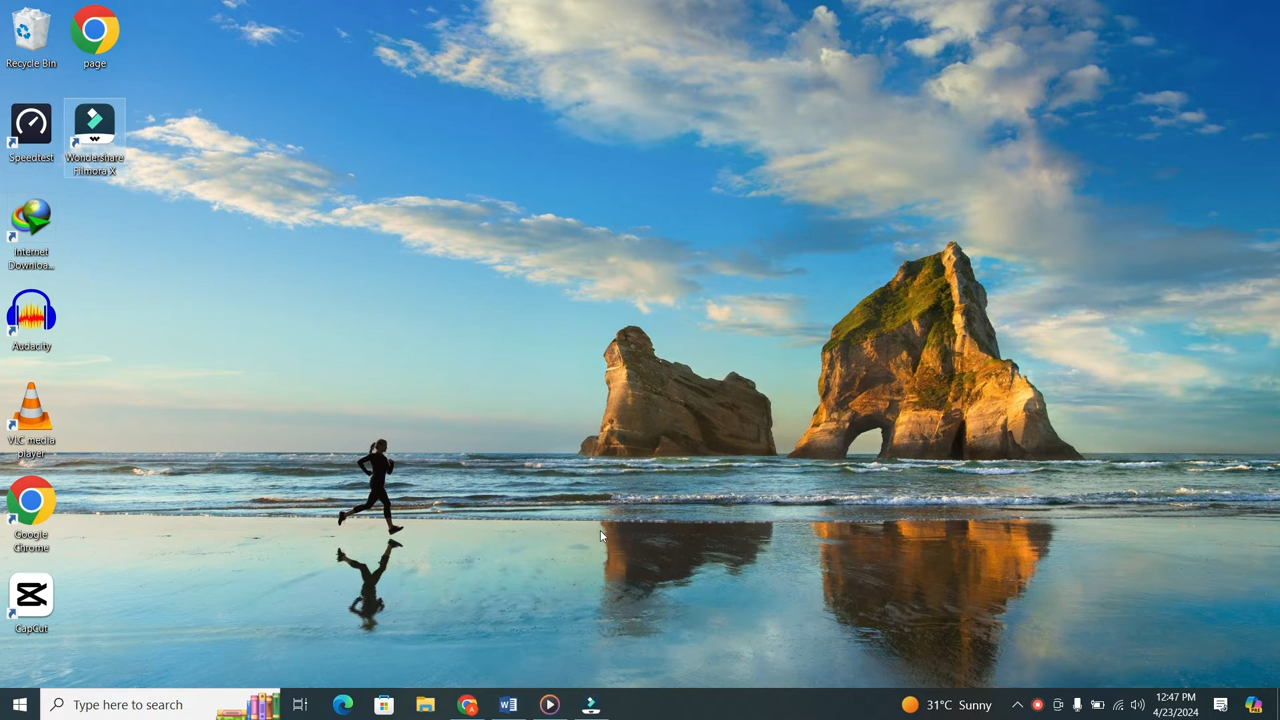 Recycle Bin
page
Speedtest
Wondershare
Filmora X
Internet
Downloa...
Audacity
VLC media
player
Google
Chrome
CapCut
Type here to search
31°C Sunny
12:47 PM
4/23/2024